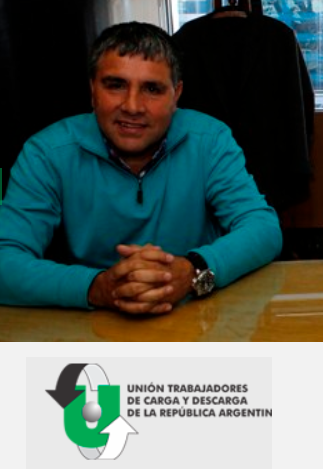 UNIÓN TRABAJADORES
DE CARGA Y DESCARGA
DE LA REPÚBLICA ARGENTIN